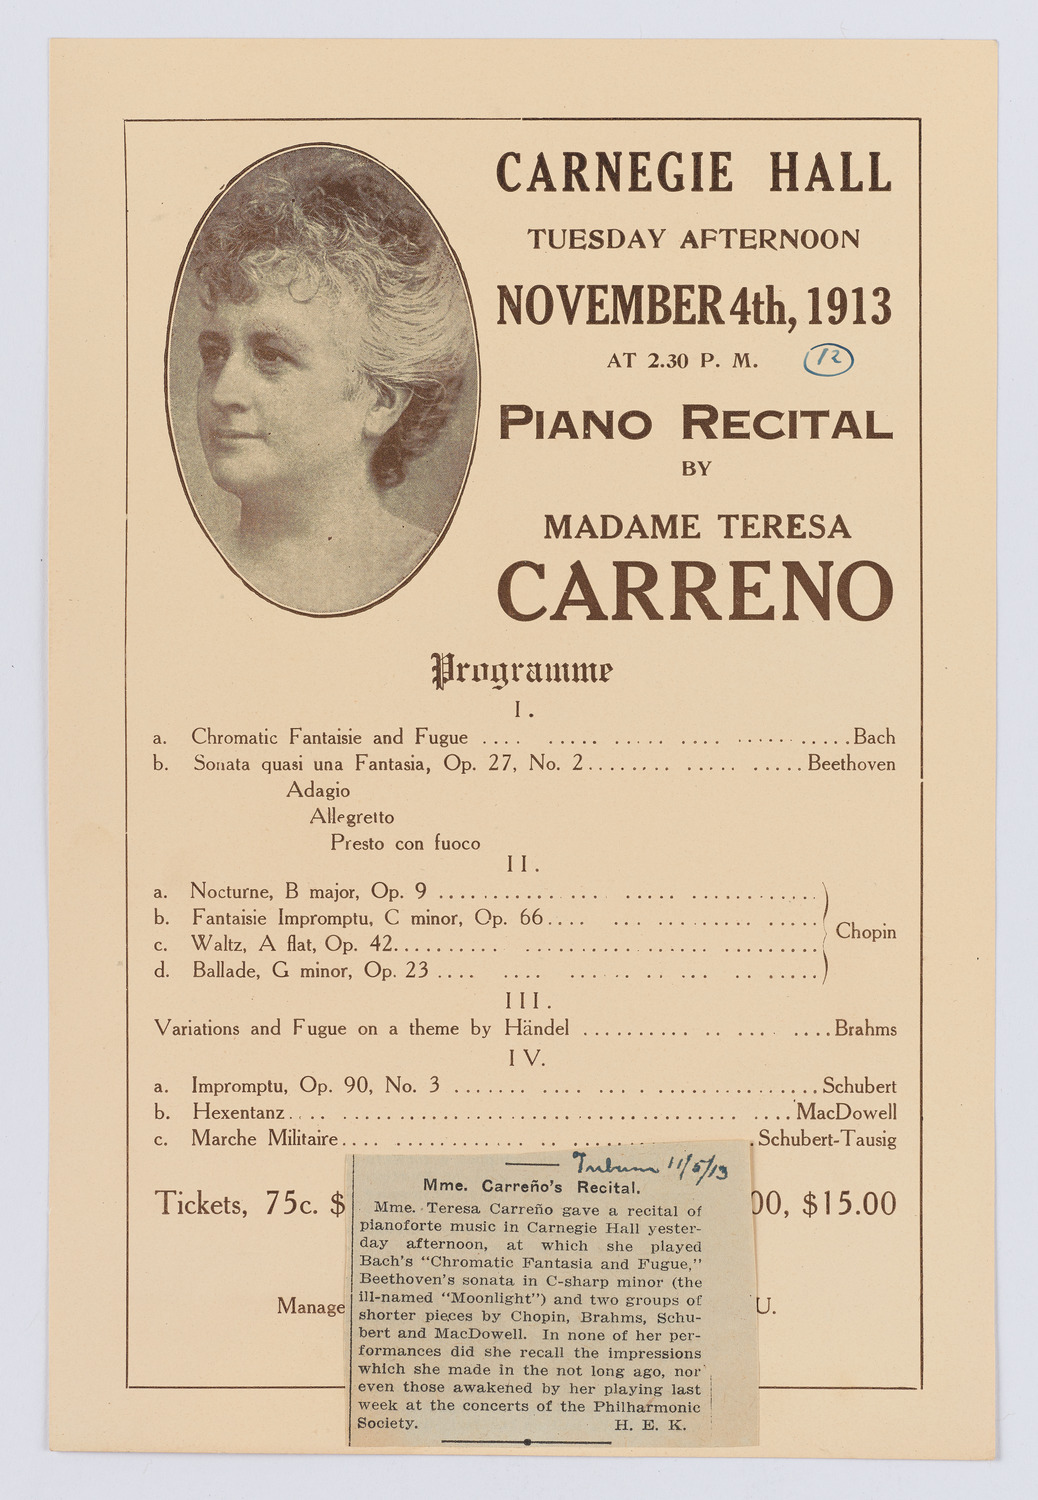 CARNEGIE HALL
TUESDAY AFTERNOON
NOVEMBER 4th, 1913
AT 2.30 P. M.
12
PIANO RECITAL
BY
MADAME TERESA
CARRENO
Programme
I.
a. Chromatic Fantaisie and Fugue .... ..... ..... .... ........... Bach
b. Sonata quasi una Fantasia, Op. 27, No. 2........ ..... ..... Beethoven
Adagio
Allegretto
Presto con fuoco
II.
a. Nocturne, B major, Op. 9 ....................................
b. Fantaisie Impromptu, C minor, Op. 66.... ... .......... .....
c. Waltz, A flat, Op. 42.......... .............................
Chopin
d. Ballade, G minor, Op. 23 .... .... ...... .. ... .. .. .....
III.
Variations and Fugue on a theme by Händel .......... .. ... .... Brahms
IV.
a. Impromptu, Op. 90, No. 3 ....... .... .... ................... Schubert
b. Hexentanz.... ..................................... .... MacDowell
c. Marche Militaire.... ............ .. ......... Schubert-Tausig
Tickets, 75c. $
00, $15.00
Manage
U.
Tribune 11/5/13
Mme. Carreño's Recital.
Mme. Teresa Carreño gave a recital of
pianoforte music in Carnegie Hall yester-
day afternoon, at which she played
Bach's "Chromatic Fantasia and Fugue,"
Beethoven's sonata in C-sharp minor (the
ill-named "Moonlight") and two groups of
shorter pieces by Chopin, Brahms, Schu-
bert and MacDowell. In none of her per-
formances did she recall the impressions
which she made in the not long ago, nor
even those awakened by her playing last
week at the concerts of the Philharmonic
Society. H. E. K.